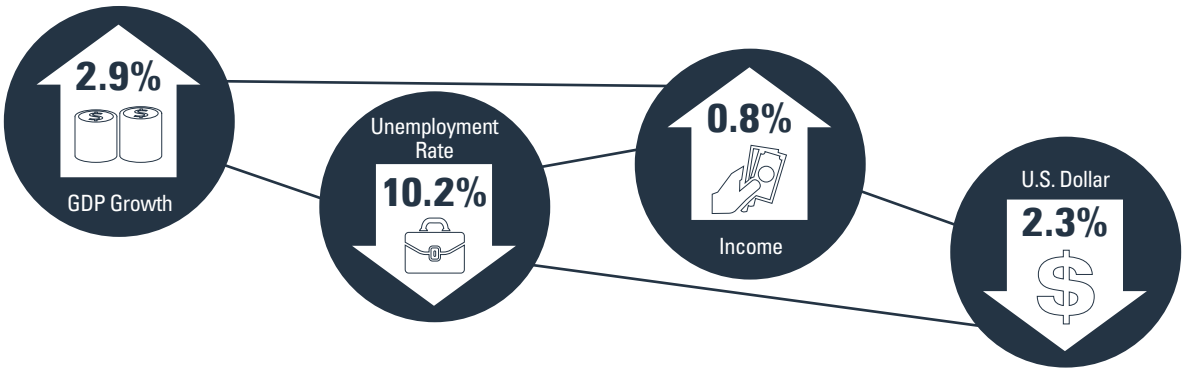 2.9%
$ $
GDP Growth
Unemployment
Rate
10.2%
0.8%
Income
U.S. Dollar
2.3%
$